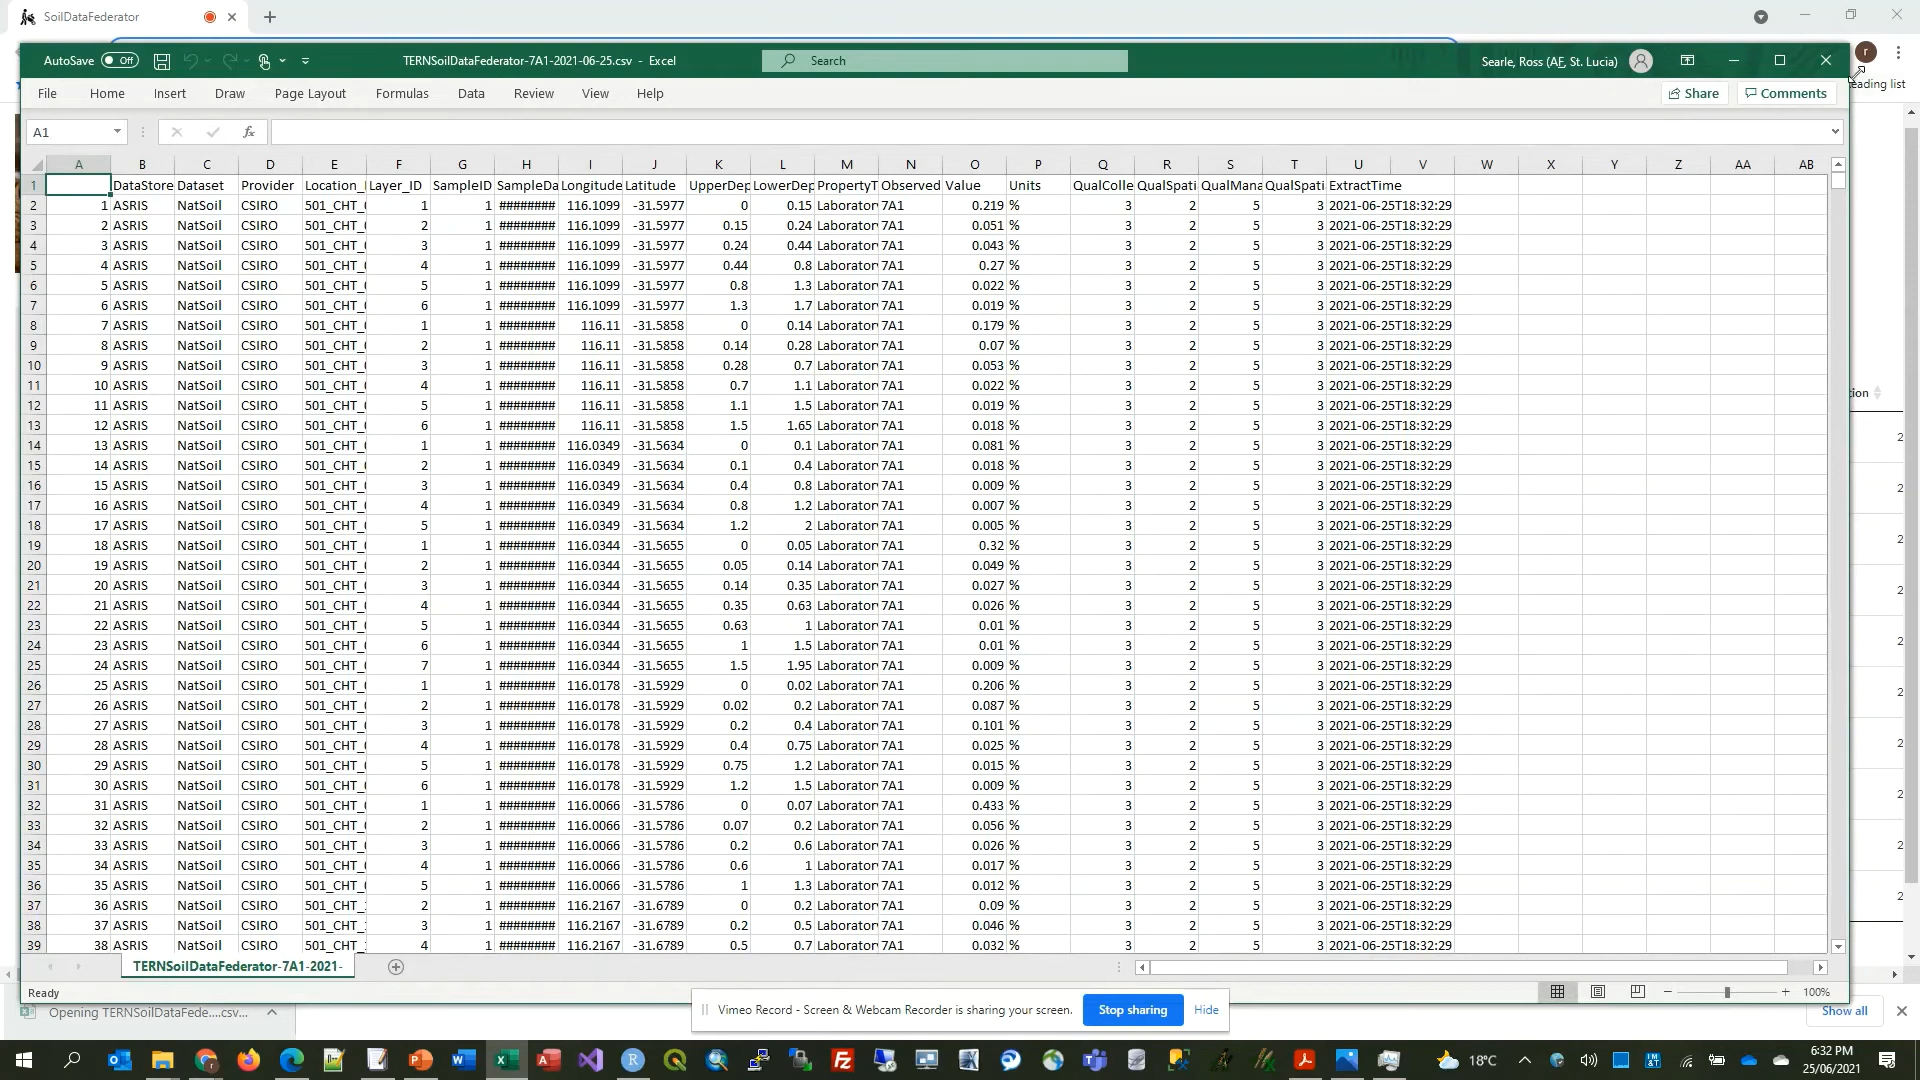 SoilDataFederator
AutoSave Off TERNSoilDataFederator-7A1-2021-06-25.csv - Excel Search Searle, Ross (A&F, St. Lucia) r
eading list
File Home Insert Draw Page Layout Formulas Data Review View Help Share Comments
A1 fx
A B C D E F G H I J K L M N O P Q R S T U V W X Y Z AA AB
1 DataStore Dataset Provider Location_ Layer_ID SampleID SampleDa Longitude Latitude UpperDep LowerDep PropertyT Observed Value Units QualColle QualSpati QualMana QualSpati ExtractTime
2 1 ASRIS NatSoil CSIRO 501_CHT_ 1 1 ######## 116.1099 -31.5977 0 0.15 Laborator 7A1 0.219 % 3 2 5 3 2021-06-25T18:32:29
3 2 ASRIS NatSoil CSIRO 501_CHT_ 2 1 ######## 116.1099 -31.5977 0.15 0.24 Laborator 7A1 0.051 % 3 2 5 3 2021-06-25T18:32:29
4 3 ASRIS NatSoil CSIRO 501_CHT_ 3 1 ######## 116.1099 -31.5977 0.24 0.44 Laborator 7A1 0.043 % 3 2 5 3 2021-06-25T18:32:29
5 4 ASRIS NatSoil CSIRO 501_CHT_ 4 1 ######## 116.1099 -31.5977 0.44 0.8 Laborator 7A1 0.27 % 3 2 5 3 2021-06-25T18:32:29
6 5 ASRIS NatSoil CSIRO 501_CHT_ 5 1 ######## 116.1099 -31.5977 0.8 1.3 Laborator 7A1 0.022 % 3 2 5 3 2021-06-25T18:32:29
7 6 ASRIS NatSoil CSIRO 501_CHT_ 6 1 ######## 116.1099 -31.5977 1.3 1.7 Laborator 7A1 0.019 % 3 2 5 3 2021-06-25T18:32:29
8 7 ASRIS NatSoil CSIRO 501_CHT_ 1 1 ######## 116.11 -31.5858 0 0.14 Laborator 7A1 0.179 % 3 2 5 3 2021-06-25T18:32:29
9 8 ASRIS NatSoil CSIRO 501_CHT_ 2 1 ######## 116.11 -31.5858 0.14 0.28 Laborator 7A1 0.07 % 3 2 5 3 2021-06-25T18:32:29
10 9 ASRIS NatSoil CSIRO 501_CHT_ 3 1 ######## 116.11 -31.5858 0.28 0.7 Laborator 7A1 0.053 % 3 2 5 3 2021-06-25T18:32:29
11 10 ASRIS NatSoil CSIRO 501_CHT_ 4 1 ######## 116.11 -31.5858 0.7 1.1 Laborator 7A1 0.022 % 3 2 5 3 2021-06-25T18:32:29
12 11 ASRIS NatSoil CSIRO 501_CHT_ 5 1 ######## 116.11 -31.5858 1.1 1.5 Laborator 7A1 0.019 % 3 2 5 3 2021-06-25T18:32:29
13 12 ASRIS NatSoil CSIRO 501_CHT_ 6 1 ######## 116.11 -31.5858 1.5 1.65 Laborator 7A1 0.018 % 3 2 5 3 2021-06-25T18:32:29
14 13 ASRIS NatSoil CSIRO 501_CHT_ 1 1 ######## 116.0349 -31.5634 0 0.1 Laborator 7A1 0.081 % 3 2 5 3 2021-06-25T18:32:29
15 14 ASRIS NatSoil CSIRO 501_CHT_ 2 1 ######## 116.0349 -31.5634 0.1 0.4 Laborator 7A1 0.018 % 3 2 5 3 2021-06-25T18:32:29
16 15 ASRIS NatSoil CSIRO 501_CHT_ 3 1 ######## 116.0349 -31.5634 0.4 0.8 Laborator 7A1 0.009 % 3 2 5 3 2021-06-25T18:32:29
17 16 ASRIS NatSoil CSIRO 501_CHT_ 4 1 ######## 116.0349 -31.5634 0.8 1.2 Laborator 7A1 0.007 % 3 2 5 3 2021-06-25T18:32:29
18 17 ASRIS NatSoil CSIRO 501_CHT_ 5 1 ######## 116.0349 -31.5634 1.2 2 Laborator 7A1 0.005 % 3 2 5 3 2021-06-25T18:32:29
19 18 ASRIS NatSoil CSIRO 501_CHT_ 1 1 ######## 116.0344 -31.5655 0 0.05 Laborator 7A1 0.32 % 3 2 5 3 2021-06-25T18:32:29
20 19 ASRIS NatSoil CSIRO 501_CHT_ 2 1 ######## 116.0344 -31.5655 0.05 0.14 Laborator 7A1 0.049 % 3 2 5 3 2021-06-25T18:32:29
21 20 ASRIS NatSoil CSIRO 501_CHT_ 3 1 ######## 116.0344 -31.5655 0.14 0.35 Laborator 7A1 0.027 % 3 2 5 3 2021-06-25T18:32:29
22 21 ASRIS NatSoil CSIRO 501_CHT_ 4 1 ######## 116.0344 -31.5655 0.35 0.63 Laborator 7A1 0.026 % 3 2 5 3 2021-06-25T18:32:29
23 22 ASRIS NatSoil CSIRO 501_CHT_ 5 1 ######## 116.0344 -31.5655 0.63 1 Laborator 7A1 0.01 % 3 2 5 3 2021-06-25T18:32:29
24 23 ASRIS NatSoil CSIRO 501_CHT_ 6 1 ######## 116.0344 -31.5655 1 1.5 Laborator 7A1 0.01 % 3 2 5 3 2021-06-25T18:32:29
25 24 ASRIS NatSoil CSIRO 501_CHT_ 7 1 ######## 116.0344 -31.5655 1.5 1.95 Laborator 7A1 0.009 % 3 2 5 3 2021-06-25T18:32:29
26 25 ASRIS NatSoil CSIRO 501_CHT_ 1 1 ######## 116.0178 -31.5929 0 0.02 Laborator 7A1 0.206 % 3 2 5 3 2021-06-25T18:32:29
27 26 ASRIS NatSoil CSIRO 501_CHT_ 2 1 ######## 116.0178 -31.5929 0.02 0.2 Laborator 7A1 0.087 % 3 2 5 3 2021-06-25T18:32:29
28 27 ASRIS NatSoil CSIRO 501_CHT_ 3 1 ######## 116.0178 -31.5929 0.2 0.4 Laborator 7A1 0.101 % 3 2 5 3 2021-06-25T18:32:29
29 28 ASRIS NatSoil CSIRO 501_CHT_ 4 1 ######## 116.0178 -31.5929 0.4 0.75 Laborator 7A1 0.025 % 3 2 5 3 2021-06-25T18:32:29
30 29 ASRIS NatSoil CSIRO 501_CHT_ 5 1 ######## 116.0178 -31.5929 0.75 1.2 Laborator 7A1 0.015 % 3 2 5 3 2021-06-25T18:32:29
31 30 ASRIS NatSoil CSIRO 501_CHT_ 6 1 ######## 116.0178 -31.5929 1.2 1.5 Laborator 7A1 0.009 % 3 2 5 3 2021-06-25T18:32:29
32 31 ASRIS NatSoil CSIRO 501_CHT_ 1 1 ######## 116.0066 -31.5786 0 0.07 Laborator 7A1 0.433 % 3 2 5 3 2021-06-25T18:32:29
33 32 ASRIS NatSoil CSIRO 501_CHT_ 2 1 ######## 116.0066 -31.5786 0.07 0.2 Laborator 7A1 0.056 % 3 2 5 3 2021-06-25T18:32:29
34 33 ASRIS NatSoil CSIRO 501_CHT_ 3 1 ######## 116.0066 -31.5786 0.2 0.6 Laborator 7A1 0.026 % 3 2 5 3 2021-06-25T18:32:29
35 34 ASRIS NatSoil CSIRO 501_CHT_ 4 1 ######## 116.0066 -31.5786 0.6 1 Laborator 7A1 0.017 % 3 2 5 3 2021-06-25T18:32:29
36 35 ASRIS NatSoil CSIRO 501_CHT_ 5 1 ######## 116.0066 -31.5786 1 1.3 Laborator 7A1 0.012 % 3 2 5 3 2021-06-25T18:32:29
37 36 ASRIS NatSoil CSIRO 501_CHT_ 2 1 ######## 116.2167 -31.6789 0 0.2 Laborator 7A1 0.09 % 3 2 5 3 2021-06-25T18:32:29
38 37 ASRIS NatSoil CSIRO 501_CHT_ 3 1 ######## 116.2167 -31.6789 0.2 0.5 Laborator 7A1 0.046 % 3 2 5 3 2021-06-25T18:32:29
39 38 ASRIS NatSoil CSIRO 501_CHT_ 4 1 ######## 116.2167 -31.6789 0.5 0.7 Laborator 7A1 0.032 % 3 2 5 3 2021-06-25T18:32:29
TERNSoilDataFederator-7A1-2021-
Ready 100%
Opening TERNSoilDataFede....csv... Vimeo Record - Screen & Webcam Recorder is sharing your screen. Stop sharing Hide Show all
18°C 6:32 PM
25/06/2021